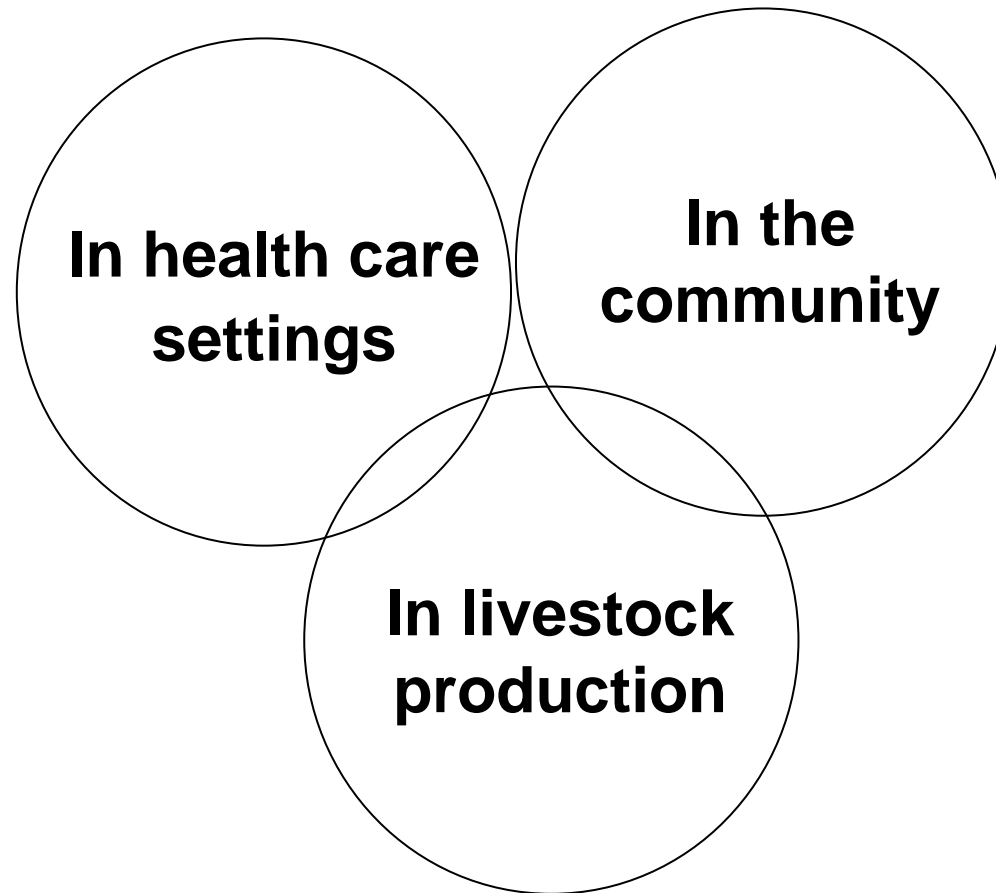 In health care
settings
In the
community
In livestock
production